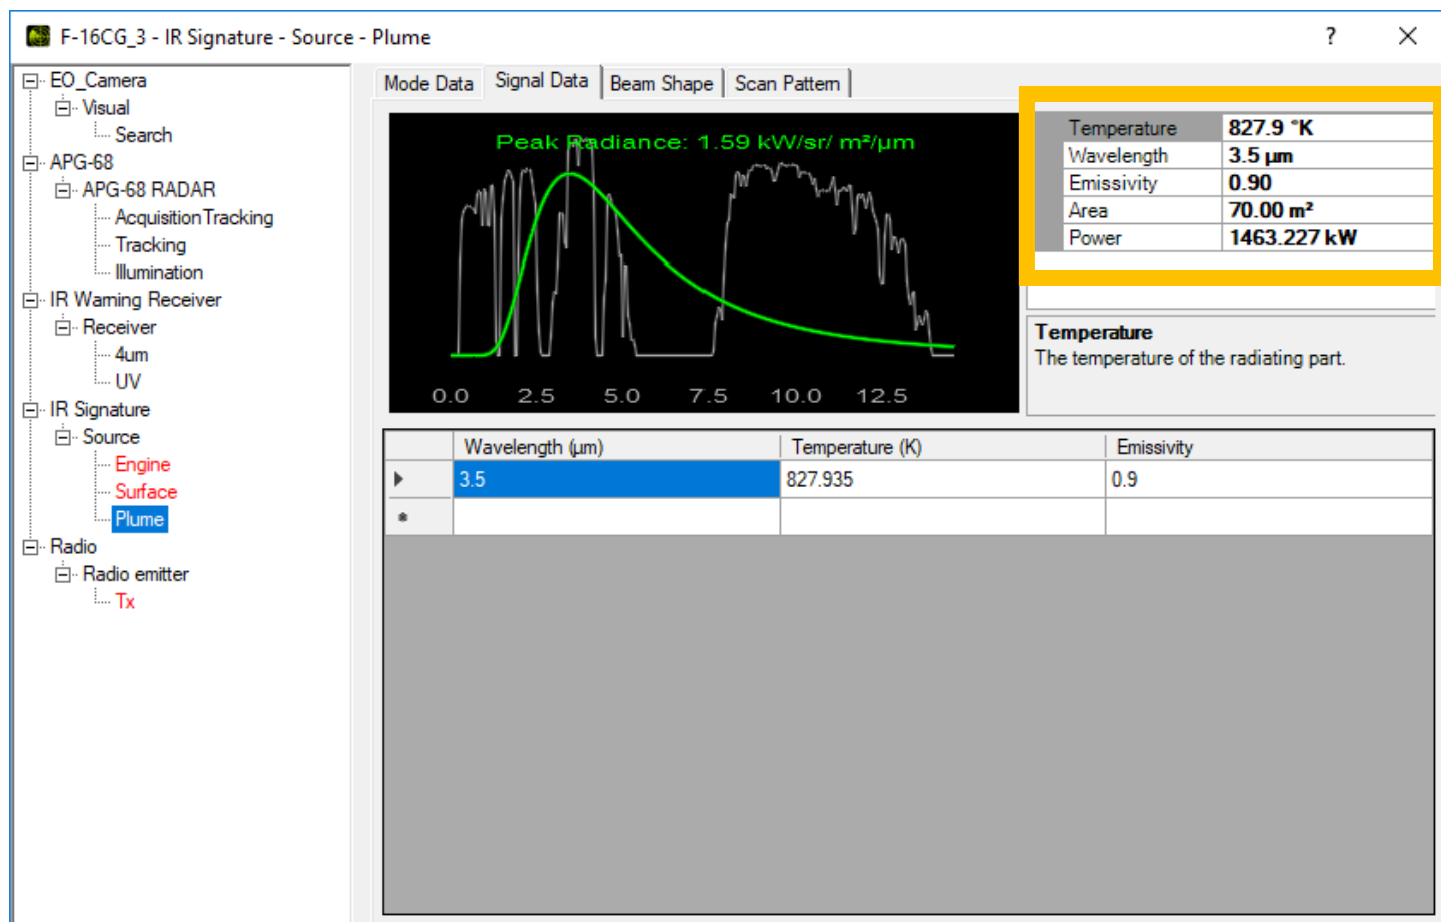 F-16CG_3 - IR Signature - Source - Plume
?
EO_Camera
Visual
Search
APG-68
APG-68 RADAR
Acquisition Tracking
Tracking
Illumination
IR Warning Receiver
Receiver
4um
UV
IR Signature
Source
Engine
Surface
Plume
Radio
Radio emitter
Tx
Mode Data Signal Data Beam Shape Scan Pattern
Peak Radiance: 1.59 kW/sr/ m²/µm
0.0 2.5 5.0 7.5 10.0 12.5
Temperature 827.9 °K
Wavelength 3.5 µm
Emissivity 0.90
Area 70.00 m²
Power 1463.227 kW
Temperature
The temperature of the radiating part.
Wavelength (µm) Temperature (K) Emissivity
3.5 827.935 0.9